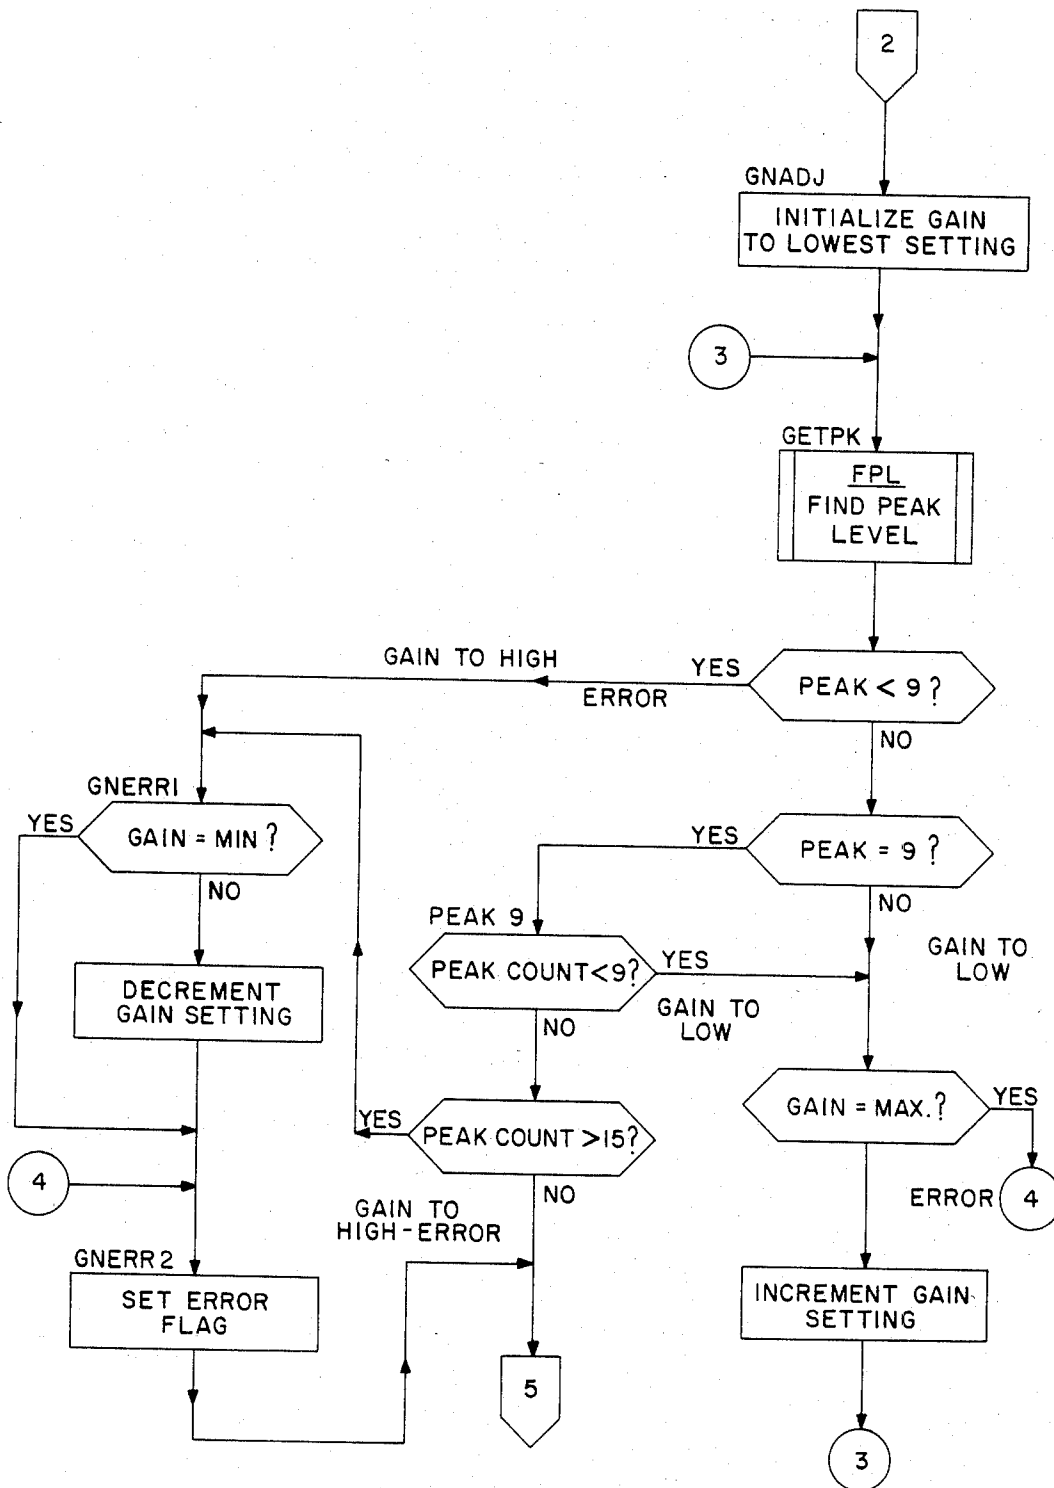 2
GNADJ
INITIALIZE GAIN
TO LOWEST SETTING
3
GETPK
FPL
FIND PEAK
LEVEL
GAIN TO HIGH
ERROR
YES
PEAK < 9 ?
NO
GNERR1
YES
GAIN = MIN ?
NO
DECREMENT
GAIN SETTING
YES
PEAK = 9 ?
NO
PEAK 9
PEAK COUNT<9?
YES
GAIN TO
LOW
NO
GAIN TO
LOW
YES
PEAK COUNT >15?
NO
GAIN = MAX. ?
YES
ERROR
4
4
GAIN TO
HIGH-ERROR
GNERR2
SET ERROR
FLAG
5
INCREMENT GAIN
SETTING
3